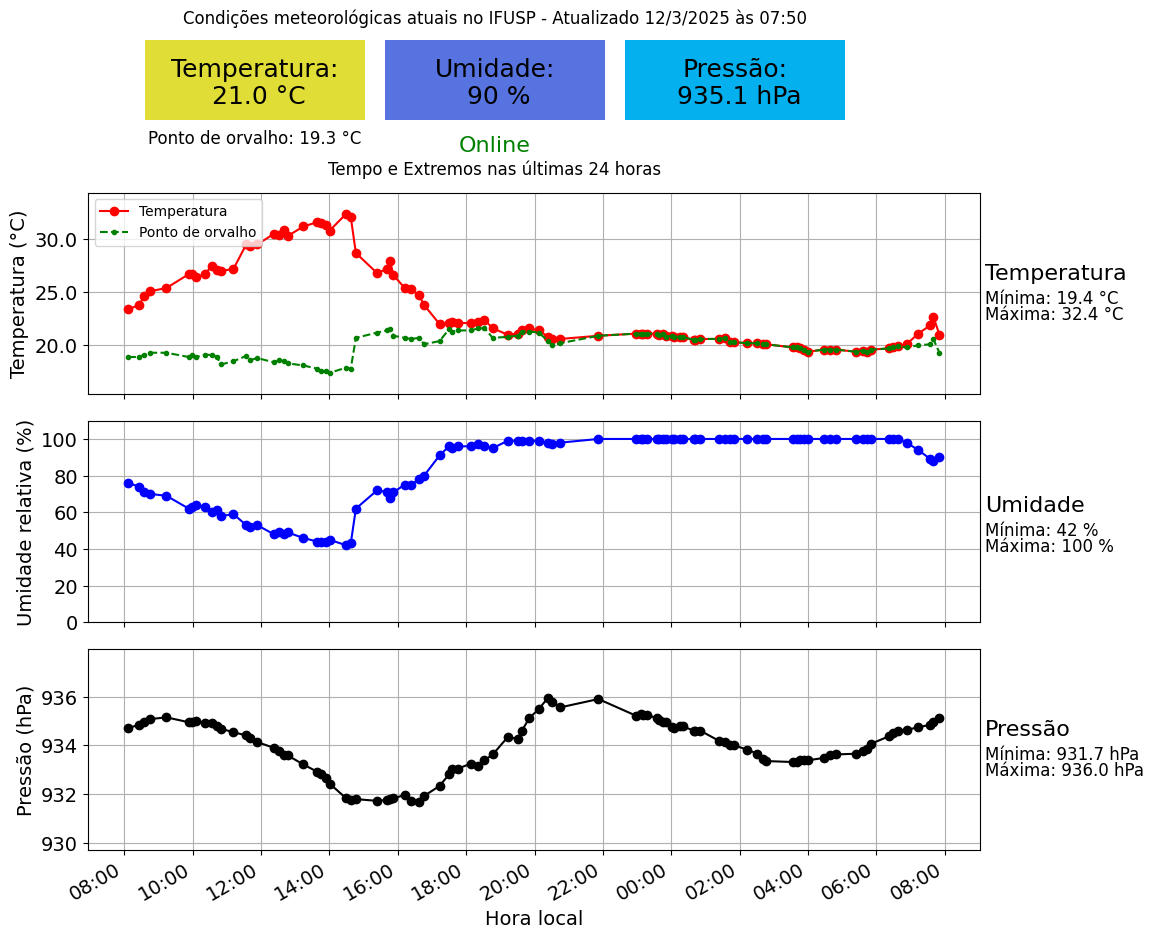 Condições meteorológicas atuais no IFUSP - Atualizado 12/3/2025 às 07:50
Temperatura:
21.0 °C
Umidade:
90 %
Pressão:
935.1 hPa
Ponto de orvalho: 19.3 °C
Online
Tempo e Extremos nas últimas 24 horas
Temperatura (°C)
30.0
25.0
20.0
Temperatura
Ponto de orvalho
Temperatura
Mínima: 19.4 °C
Máxima: 32.4 °C
Umidade relativa (%)
100
80
60
40
20
0
Umidade
Mínima: 42 %
Máxima: 100 %
Pressão (hPa)
936
934
932
930
Pressão
Mínima: 931.7 hPa
Máxima: 936.0 hPa
08:00 10:00 12:00 14:00 16:00 18:00 20:00 22:00 00:00 02:00 04:00 06:00 08:00
Hora local